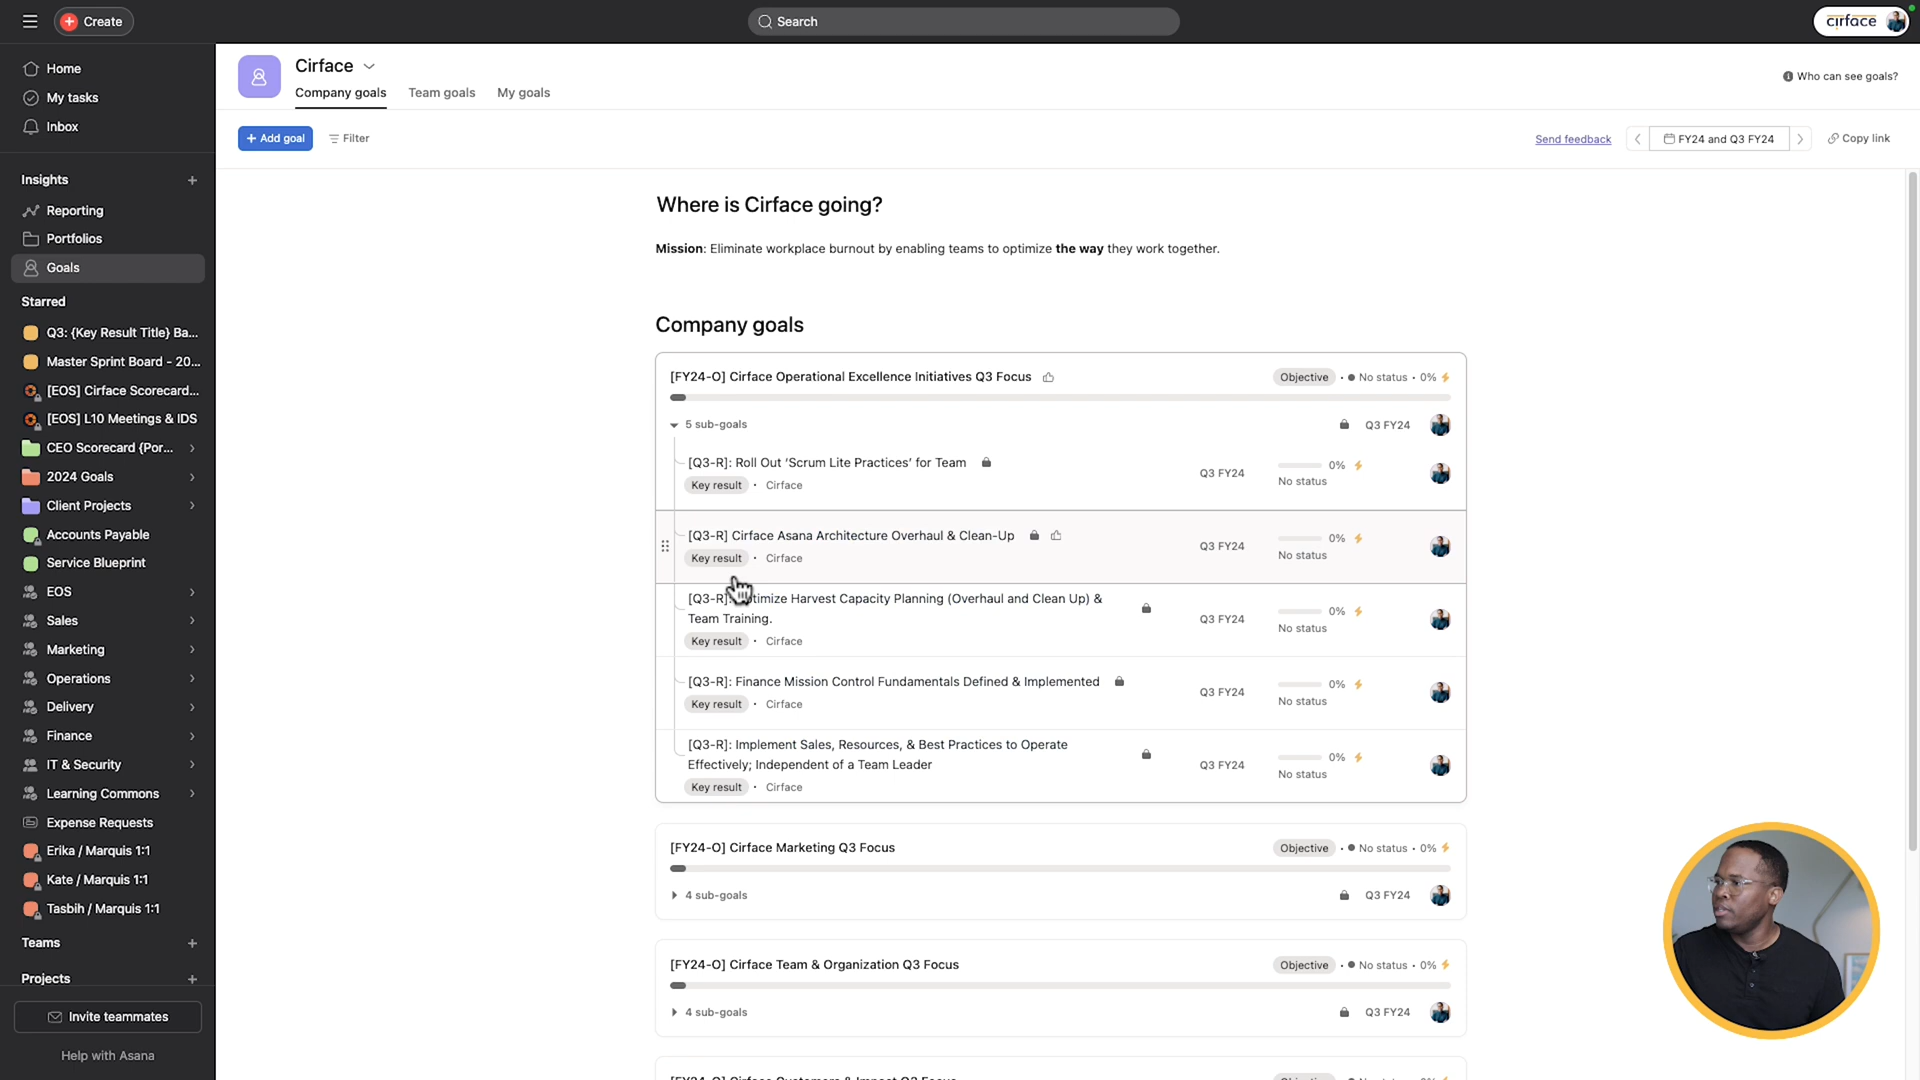 Create
Search
cirface
Home
My tasks
Inbox
Insights
Reporting
Portfolios
Goals
Starred
Q3: {Key Result Title} Ba...
Master Sprint Board - 20...
[EOS] Cirface Scorecard...
[EOS] L10 Meetings & IDS
CEO Scorecard {Por...
2024 Goals
Client Projects
Accounts Payable
Service Blueprint
EOS
Sales
Marketing
Operations
Delivery
Finance
IT & Security
Learning Commons
Expense Requests
Erika / Marquis 1:1
Kate / Marquis 1:1
Tasbih / Marquis 1:1
Teams
Projects
Invite teammates
Help with Asana
Cirface
Company goals Team goals My goals
Who can see goals?
+ Add goal Filter
Send feedback FY24 and Q3 FY24 Copy link
Where is Cirface going?
Mission: Eliminate workplace burnout by enabling teams to optimize the way they work together.
Company goals
[FY24-O] Cirface Operational Excellence Initiatives Q3 Focus Objective • No status • 0%
5 sub-goals Q3 FY24
[Q3-R]: Roll Out ‘Scrum Lite Practices’ for Team
Key result • Cirface Q3 FY24 0% No status
[Q3-R] Cirface Asana Architecture Overhaul & Clean-Up
Key result • Cirface Q3 FY24 0% No status
[Q3-R] timize Harvest Capacity Planning (Overhaul and Clean Up) &
Team Training.
Key result • Cirface Q3 FY24 0% No status
[Q3-R]: Finance Mission Control Fundamentals Defined & Implemented
Key result • Cirface Q3 FY24 0% No status
[Q3-R]: Implement Sales, Resources, & Best Practices to Operate
Effectively; Independent of a Team Leader
Key result • Cirface Q3 FY24 0% No status
[FY24-O] Cirface Marketing Q3 Focus Objective • No status • 0%
4 sub-goals Q3 FY24
[FY24-O] Cirface Team & Organization Q3 Focus Objective • No status • 0%
4 sub-goals Q3 FY24